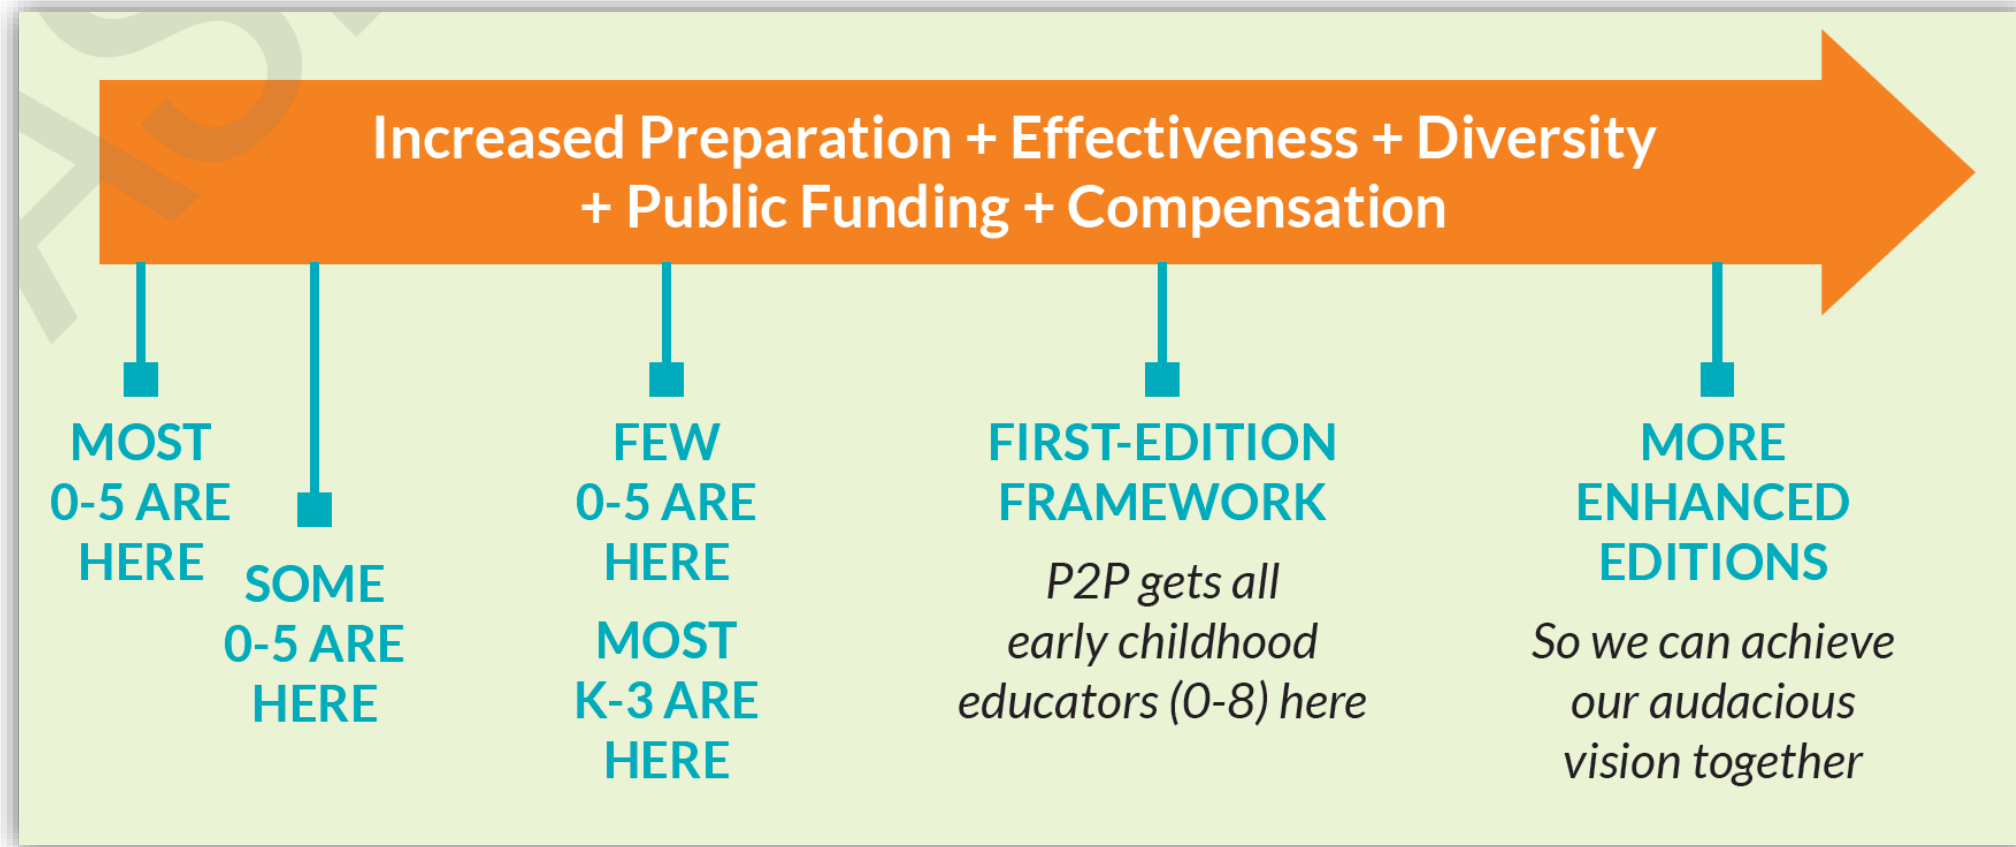 Increased Preparation + Effectiveness + Diversity
+ Public Funding + Compensation
MOST
0-5 ARE
HERE
SOME
0-5 ARE
HERE
FEW
0-5 ARE
HERE
MOST
K-3 ARE
HERE
FIRST-EDITION
FRAMEWORK
P2P gets all
early childhood
educators (0-8) here
MORE
ENHANCED
EDITIONS
So we can achieve
our audacious
vision together